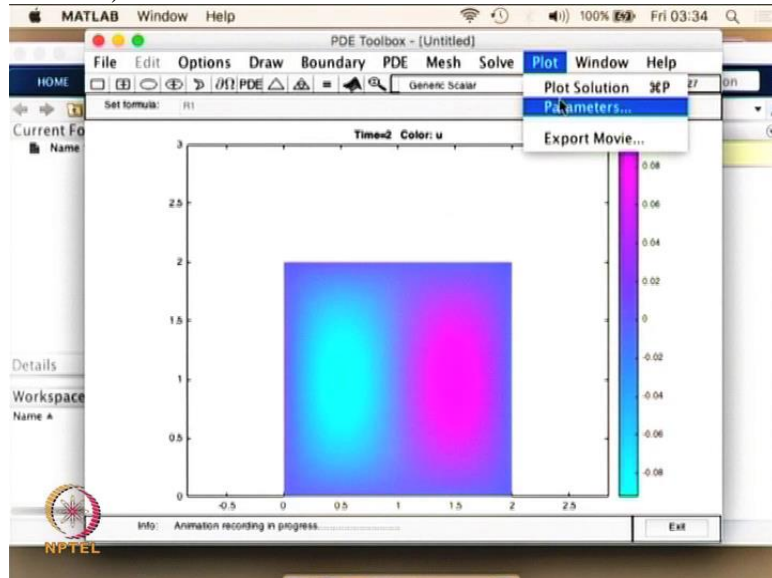 MATLAB Window Help 100% Fri 03:34
PDE Toolbox - [Untitled]
File Edit Options Draw Boundary PDE Mesh Solve Plot Window Help
HOME ∂Ω PDE = Generic Scalar
Plot Solution ⌘P
Parameters...
Export Movie...
Set formula: R1
Current Fo
Name
Time=2 Color: u
3
2.5
2
1.5
1
0.5
0
-0.5 0 0.5 1 1.5 2 2.5
0.08
0.06
0.04
0.02
0
-0.02
-0.04
-0.06
-0.08
Details
Workspace
Name
Info: Animation recording in progress
Exit
NPTEL